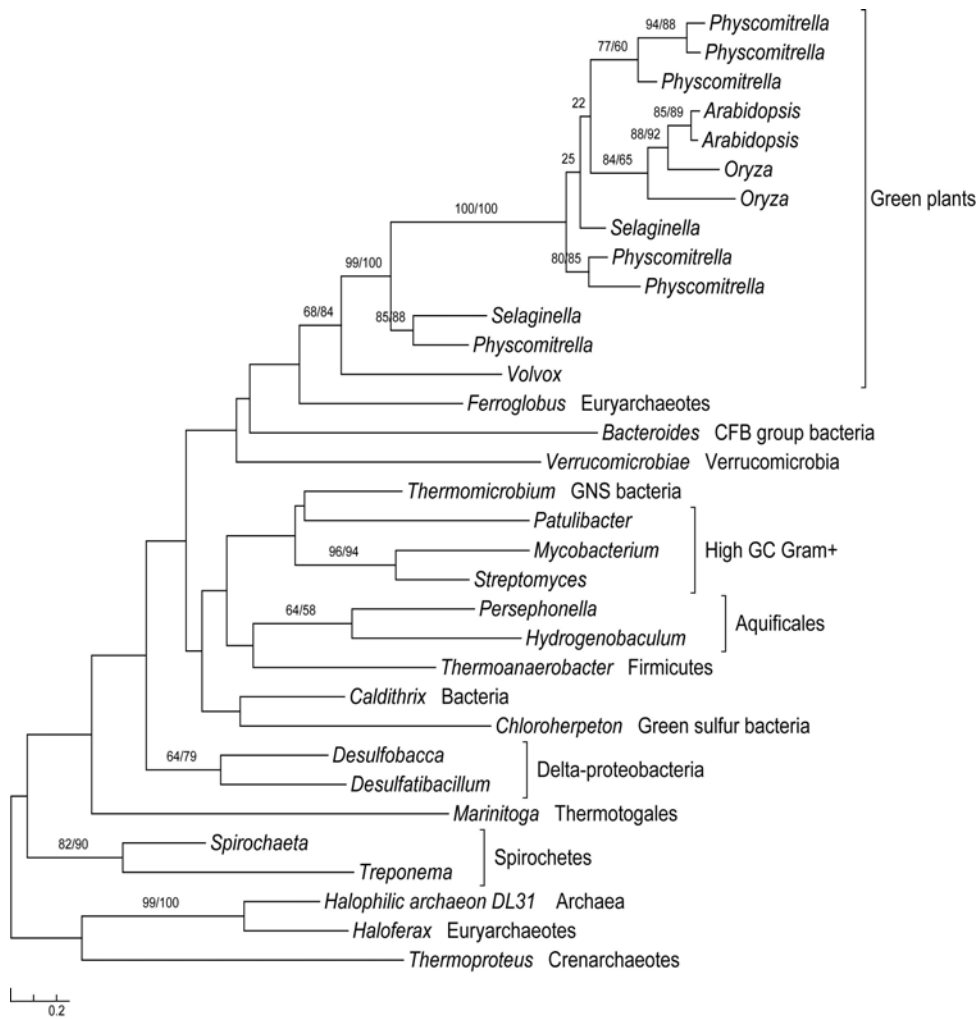 94/88
Physcomitrella
77/60
Physcomitrella
Physcomitrella
22
85/89
Arabidopsis
88/92
Arabidopsis
25
84/65
Oryza
Oryza
Green plants
100/100
Selaginella
80/85
Physcomitrella
99/100
Physcomitrella
68/84
85/88
Selaginella
Physcomitrella
Volvox
Ferroglobus Euryarchaeotes
Bacteroides CFB group bacteria
Verrucomicrobiae Verrucomicrobia
Thermomicrobium GNS bacteria
Patulibacter
96/94
Mycobacterium
High GC Gram+
Streptomyces
64/58
Persephonella
Aquificales
Hydrogenobaculum
Thermoanaerobacter Firmicutes
Caldithrix Bacteria
Chloroherpeton Green sulfur bacteria
64/79
Desulfobacca
Delta-proteobacteria
Desulfatibacillum
Marinitoga Thermotogales
82/90
Spirochaeta
Spirochetes
Treponema
99/100
Halophilic archaeon DL31 Archaea
Haloferax Euryarchaeotes
Thermoproteus Crenarchaeotes
0.2